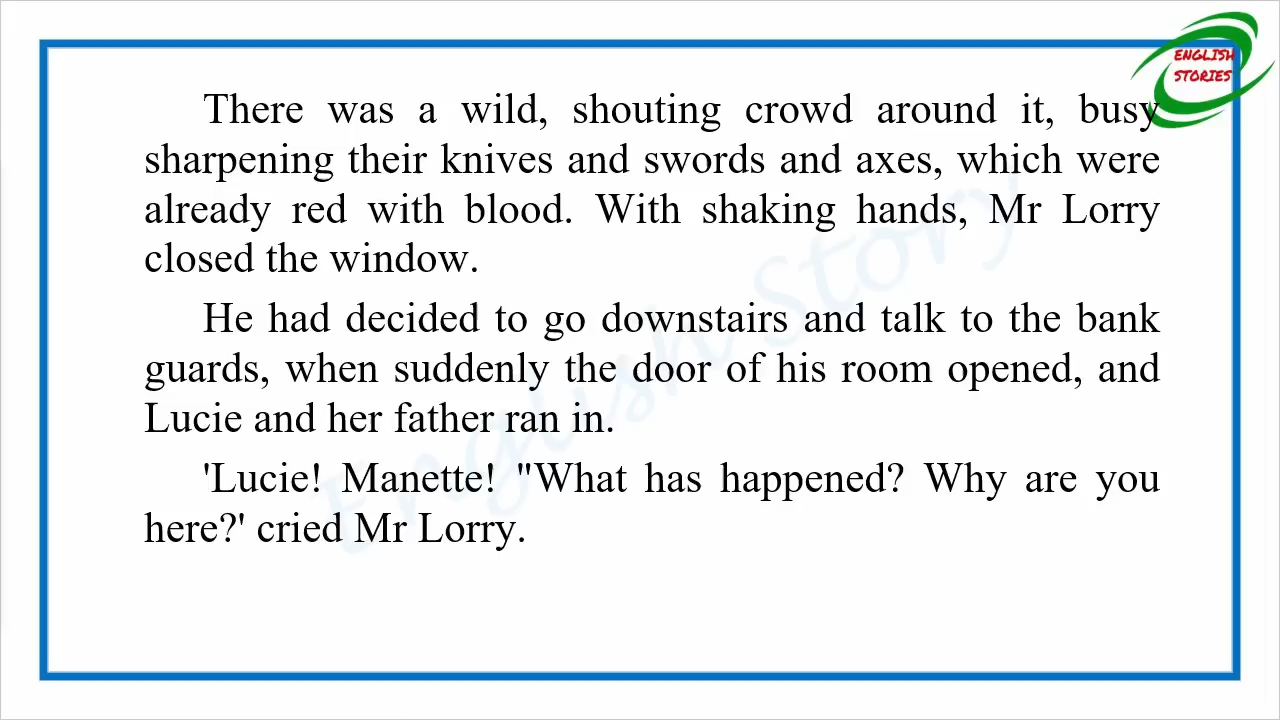 ENGLISH
STORIES
There was a wild, shouting crowd around it, busy
sharpening their knives and swords and axes, which were
already red with blood. With shaking hands, Mr Lorry
closed the window.
He had decided to go downstairs and talk to the bank
guards, when suddenly the door of his room opened, and
Lucie and her father ran in.
'Lucie! Manette! "What has happened? Why are you
here?' cried Mr Lorry.
English Story